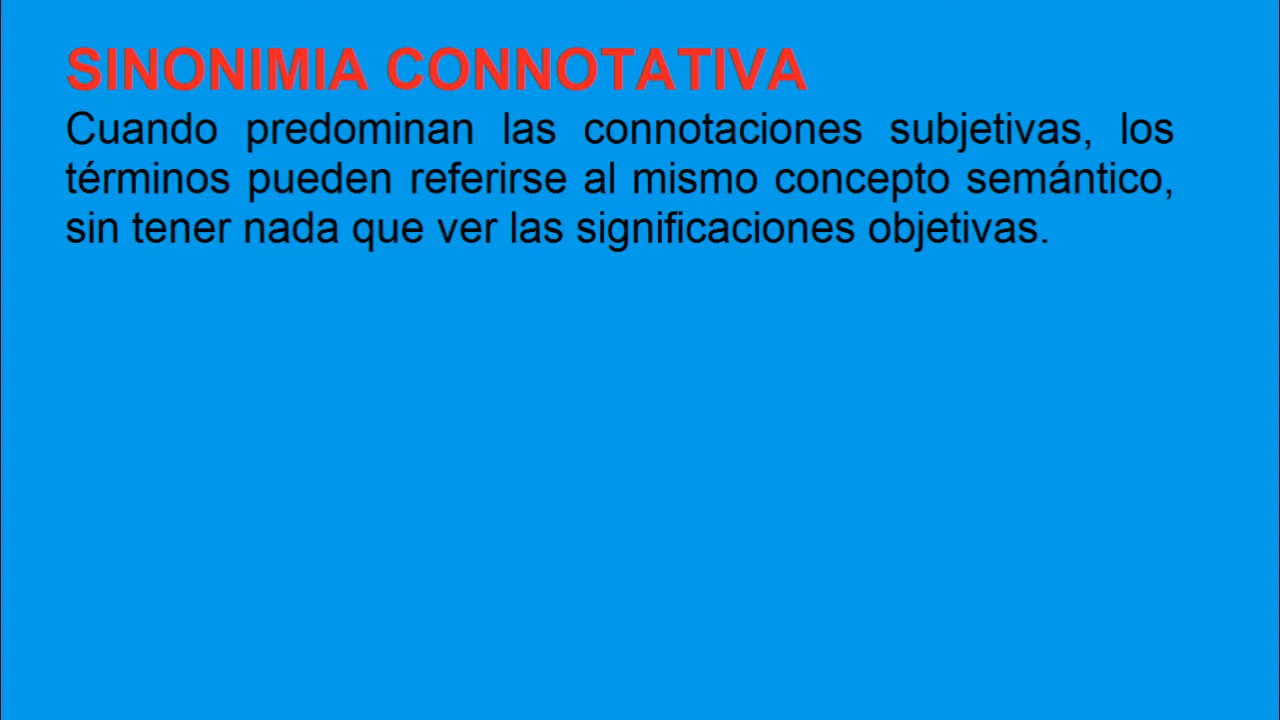 SINONIMIA CONNOTATIVA
Cuando predominan las connotaciones subjetivas, los
términos pueden referirse al mismo concepto semántico,
sin tener nada que ver las significaciones objetivas.